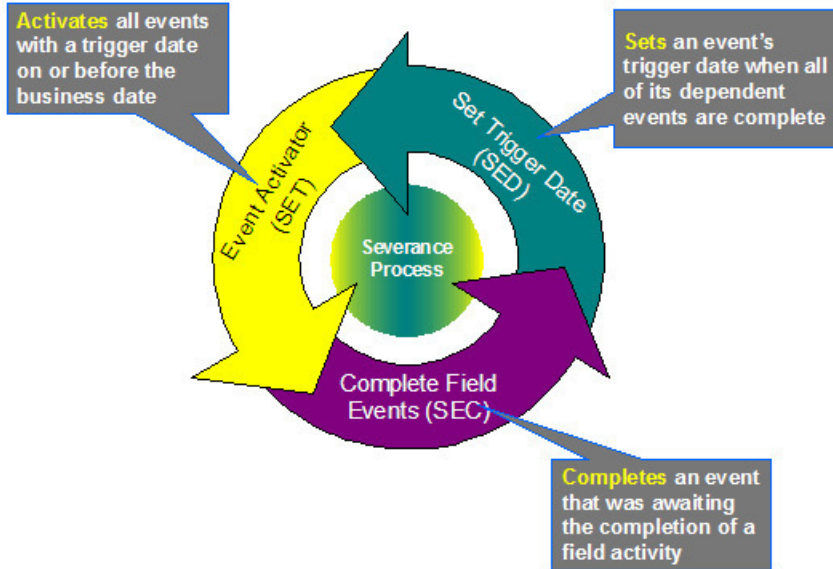 Activates all events
with a trigger date
on or before the
business date
Sets an event's
trigger date when all
of its dependent
events are complete
Event Activator
(SET)
Set Trigger Date
(SED)
Severance
Process
Complete Field
Events (SEC)
Completes an event
that was awaiting
the completion of a
field activity